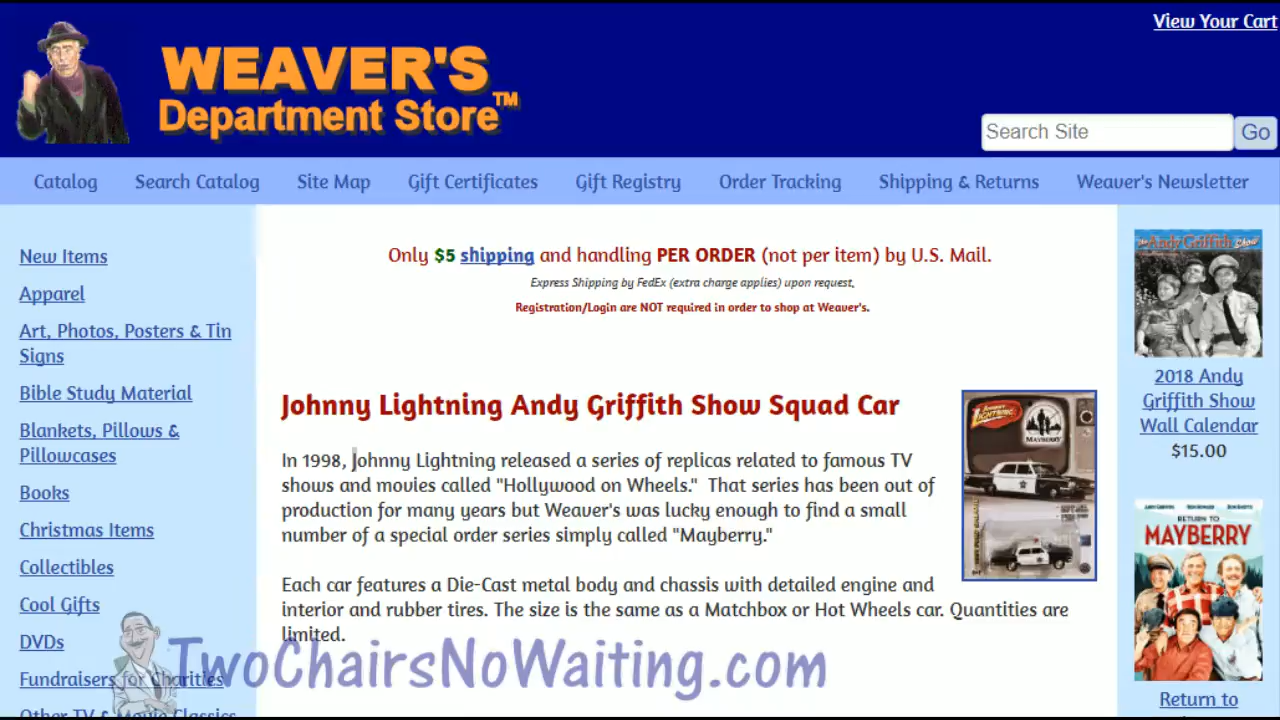 View Your Cart
WEAVER'S
Department Store™
Search Site
Go
Catalog
Search Catalog
Site Map
Gift Certificates
Gift Registry
Order Tracking
Shipping & Returns
Weaver's Newsletter
New Items
Apparel
Art, Photos, Posters & Tin
Signs
Bible Study Material
Blankets, Pillows &
Pillowcases
Books
Christmas Items
Collectibles
Cool Gifts
DVDs
Fundraisers for Charities
Other TV & Movie Classics
Only $5 shipping and handling PER ORDER (not per item) by U.S. Mail.
Express Shipping by FedEx (extra charge applies) upon request,
Registration/Login are NOT required in order to shop at Weaver's.
Johnny Lightning Andy Griffith Show Squad Car
In 1998, Johnny Lightning released a series of replicas related to famous TV
shows and movies called "Hollywood on Wheels."  That series has been out of
production for many years but Weaver's was lucky enough to find a small
number of a special order series simply called "Mayberry."
Each car features a Die-Cast metal body and chassis with detailed engine and
interior and rubber tires. The size is the same as a Matchbox or Hot Wheels car. Quantities are
limited.
LIGHTNING
MAYBERRY
TwoChairsNoWaiting.com
the Andy Griffith Show
2018 Andy
Griffith Show
Wall Calendar
$15.00
RETURN TO
MAYBERRY
Return to